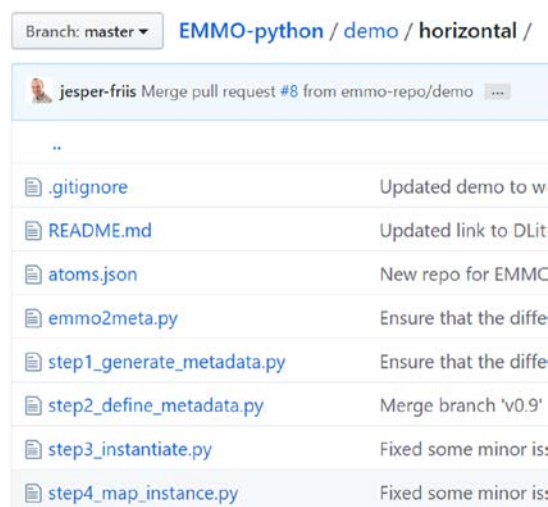 Branch: master EMMO-python / demo / horizontal /
jesper-friis Merge pull request #8 from emmo-repo/demo ...
..
.gitignore Updated demo to w
README.md Updated link to DLit
atoms.json New repo for EMMO
emmo2meta.py Ensure that the diffe
step1_generate_metadata.py Ensure that the diffe
step2_define_metadata.py Merge branch 'v0.9'
step3_instantiate.py Fixed some minor is
step4_map_instance.py Fixed some minor is